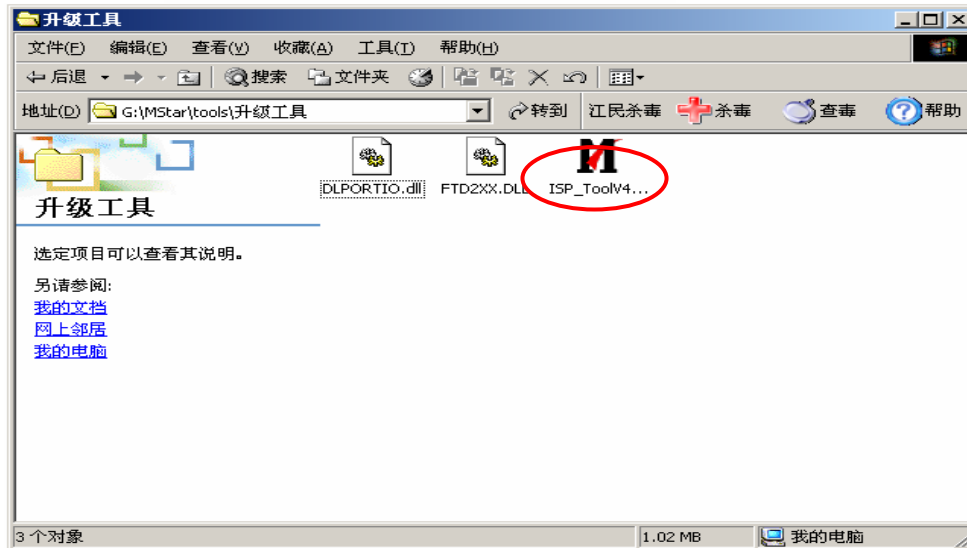 升级工具
文件(F) 编辑(E) 查看(V) 收藏(A) 工具(T) 帮助(H)
后退 搜索 文件夹
地址(D) G:\MStar\tools\升级工具 转到 江民杀毒 杀毒 查毒 帮助
DLPORTIO.dll FTD2XX.DLL ISP_ToolV4...
升级工具
选定项目可以查看其说明。
另请参阅:
我的文档
网上邻居
我的电脑
3 个对象 1.02 MB 我的电脑